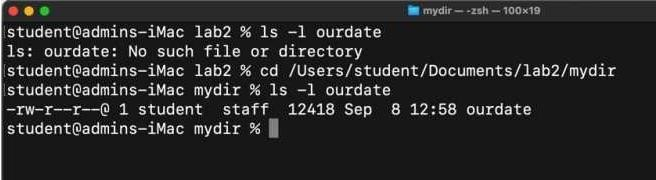 mydir — -zsh — 100×19
student@admins-iMac lab2 % ls -l ourdate
ls: ourdate: No such file or directory
student@admins-iMac lab2 % cd /Users/student/Documents/lab2/mydir
student@admins-iMac mydir % ls -l ourdate
-rw-r--r--@ 1 student  staff  12418 Sep  8 12:58 ourdate
student@admins-iMac mydir %